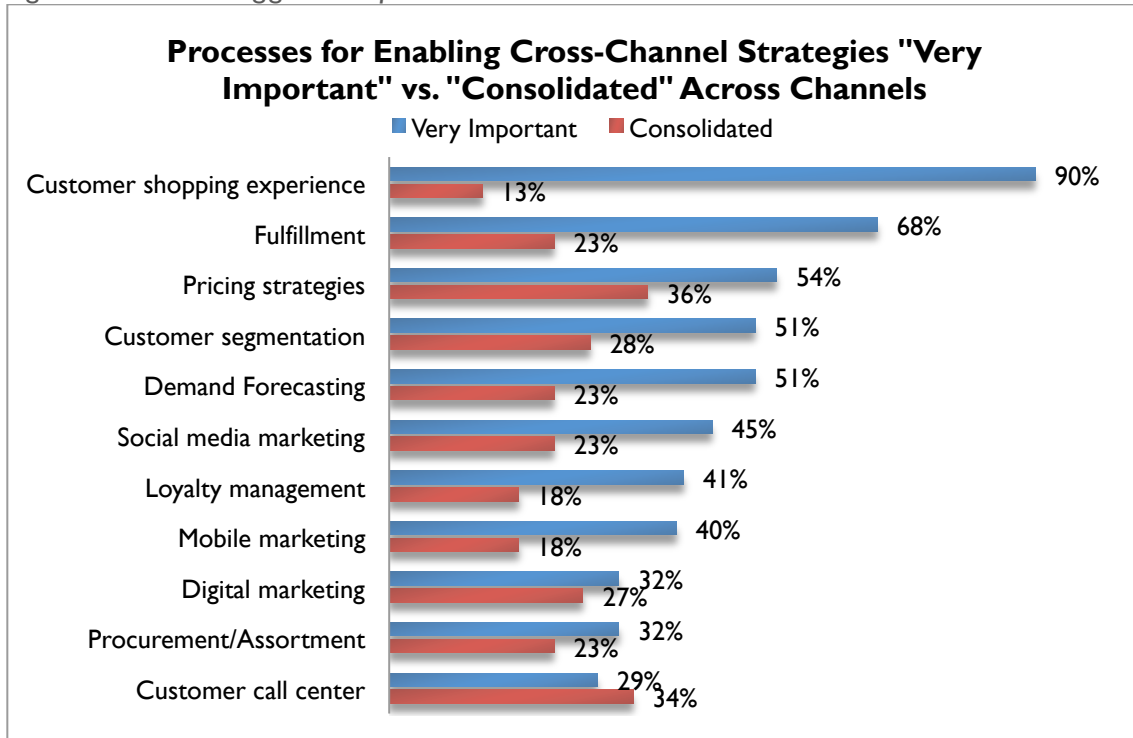 Processes for Enabling Cross-Channel Strategies "Very
Important" vs. "Consolidated" Across Channels
Very Important Consolidated
Customer shopping experience 90%
13%
Fulfillment 68%
23%
Pricing strategies 54%
36%
Customer segmentation 51%
28%
Demand Forecasting 51%
23%
Social media marketing 45%
23%
Loyalty management 41%
18%
Mobile marketing 40%
18%
Digital marketing 32%
27%
Procurement/Assortment 32%
23%
Customer call center 29%
34%